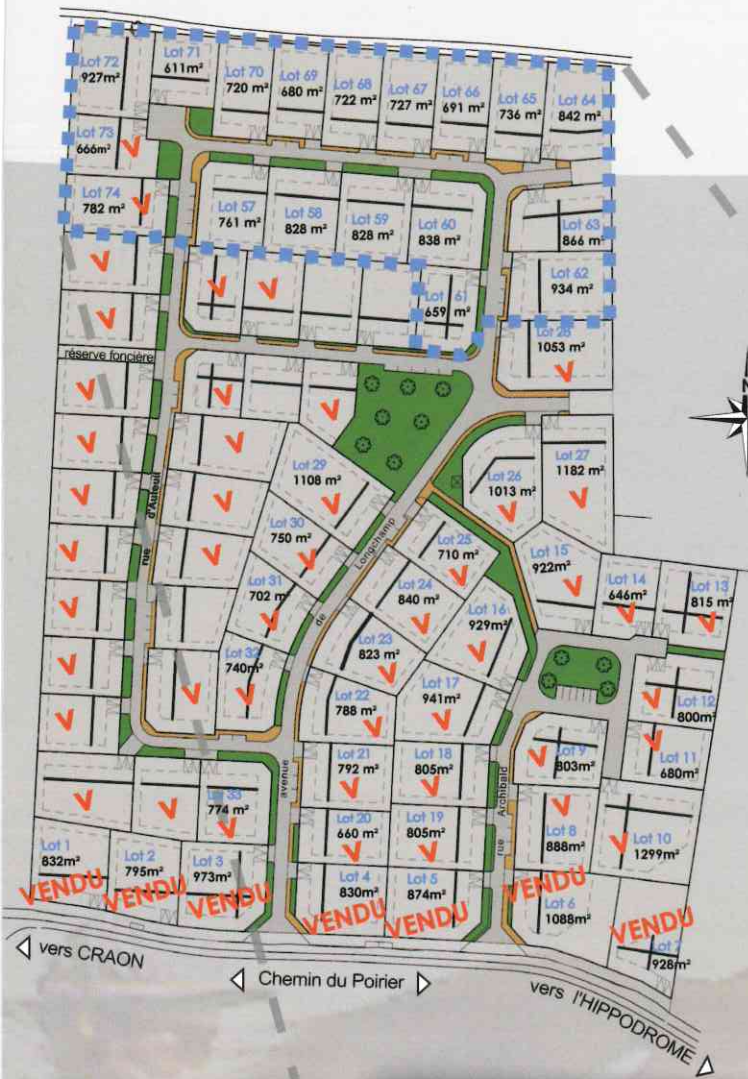 Lot 72
927m²
Lot 71
611m²
Lot 70
720 m²
Lot 69
680 m²
Lot 68
722 m²
Lot 67
727 m²
Lot 66
691 m²
Lot 65
736 m²
Lot 64
842 m²
Lot 73
666m²
V
Lot 74
782 m²
V
Lot 57
761 m²
Lot 58
828 m²
Lot 59
828 m²
Lot 60
838 m²
Lot 63
866 m²
Lot 62
934 m²
Lot 61
659 m²
V
V
V
V
Lot 28
1053 m²
V
réserve foncière
V
V
V
V
V
V
V
V
V
V
V
V
V
rue d'Auteuil
Lot 29
1108 m²
V
Lot 30
750 m²
V
Lot 31
702 m²
V
Lot 32
740m²
V
V
Lot 27
1182 m²
V
Lot 26
1013 m²
V
Lot 25
710 m²
V
Lot 24
840 m²
V
Lot 23
823 m²
V
Lot 22
788 m²
V
Lot 15
922m²
V
Lot 14
646m²
V
Lot 13
815 m²
V
Lot 16
929m²
V
Lot 17
941m²
V
Lot 12
800m²
V
Lot 11
680m²
V
Lot 9
803m²
V
Lot 21
792 m²
V
Lot 18
805m²
V
avenue de Longchamp
rue Archibald
Lot 33
774 m²
V
V
V
Lot 20
660 m²
V
Lot 19
805m²
V
Lot 8
888m²
V
Lot 10
1299m²
V
Lot 1
832m²
VENDU
Lot 2
795m²
VENDU
Lot 3
973m²
VENDU
Lot 4
830m²
VENDU
Lot 5
874m²
VENDU
Lot 6
1088m²
VENDU
Lot 7
928m²
VENDU
vers CRAON
Chemin du Poirier
vers l'HIPPODROME